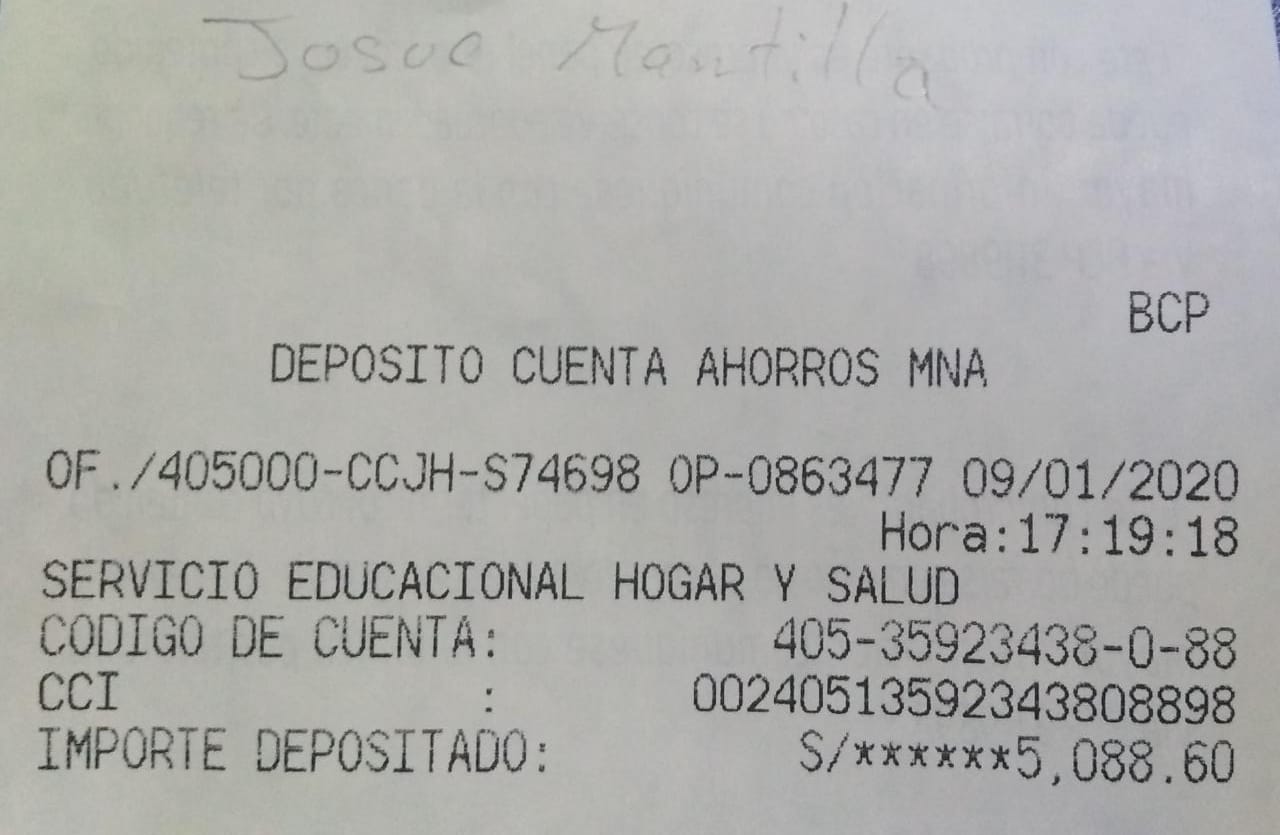 Josue Mantilla
BCP
DEPOSITO CUENTA AHORROS MNA
OF./405000-CCJH-S74698 OP-0863477 09/01/2020
Hora:17:19:18
SERVICIO EDUCACIONAL HOGAR Y SALUD
CODIGO DE CUENTA: 405-35923438-0-88
CCI : 00240513592343808898
IMPORTE DEPOSITADO: S/******5,088.60